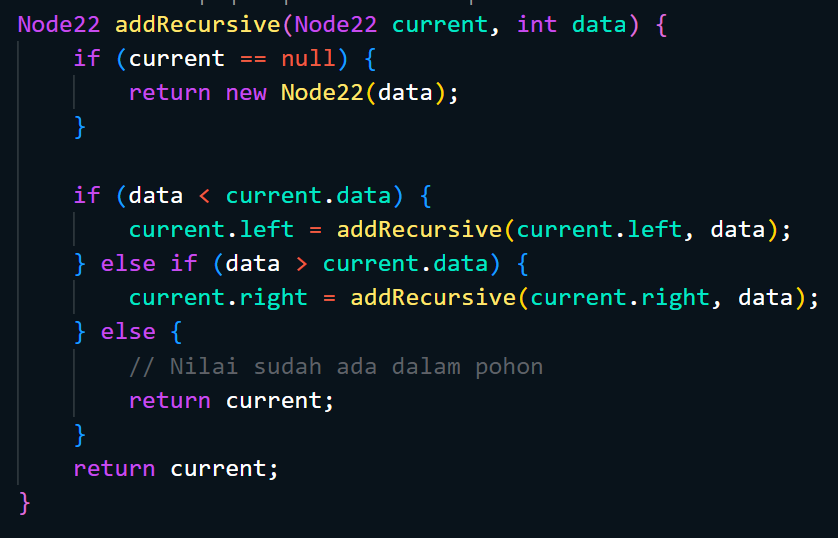 Node22 addRecursive(Node22 current, int data) {
    if (current == null) {
        return new Node22(data);
    }

    if (data < current.data) {
        current.left = addRecursive(current.left, data);
    } else if (data > current.data) {
        current.right = addRecursive(current.right, data);
    } else {
        // Nilai sudah ada dalam pohon
        return current;
    }
    return current;
}